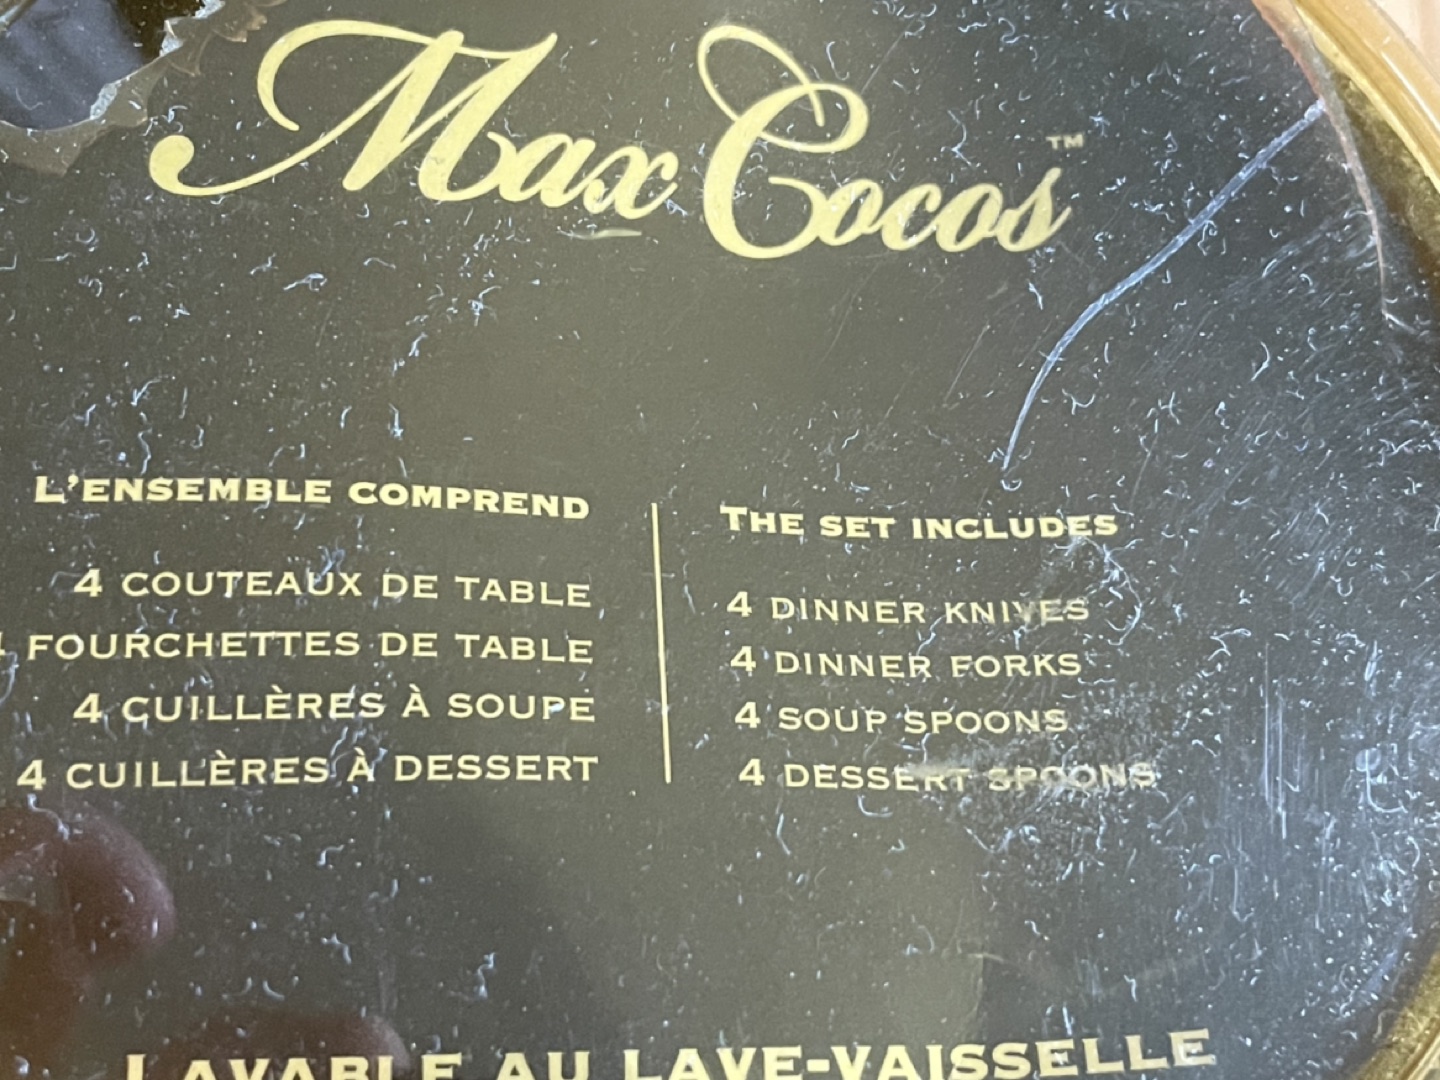 Max Cocos™
L'ENSEMBLE COMPREND
4 COUTEAUX DE TABLE
4 FOURCHETTES DE TABLE
4 CUILLÈRES À SOUPE
4 CUILLÈRES À DESSERT
THE SET INCLUDES
4 DINNER KNIVES
4 DINNER FORKS
4 SOUP SPOONS
4 DESSERT SPOONS
LAVABLE AU LAVE-VAISSELLE